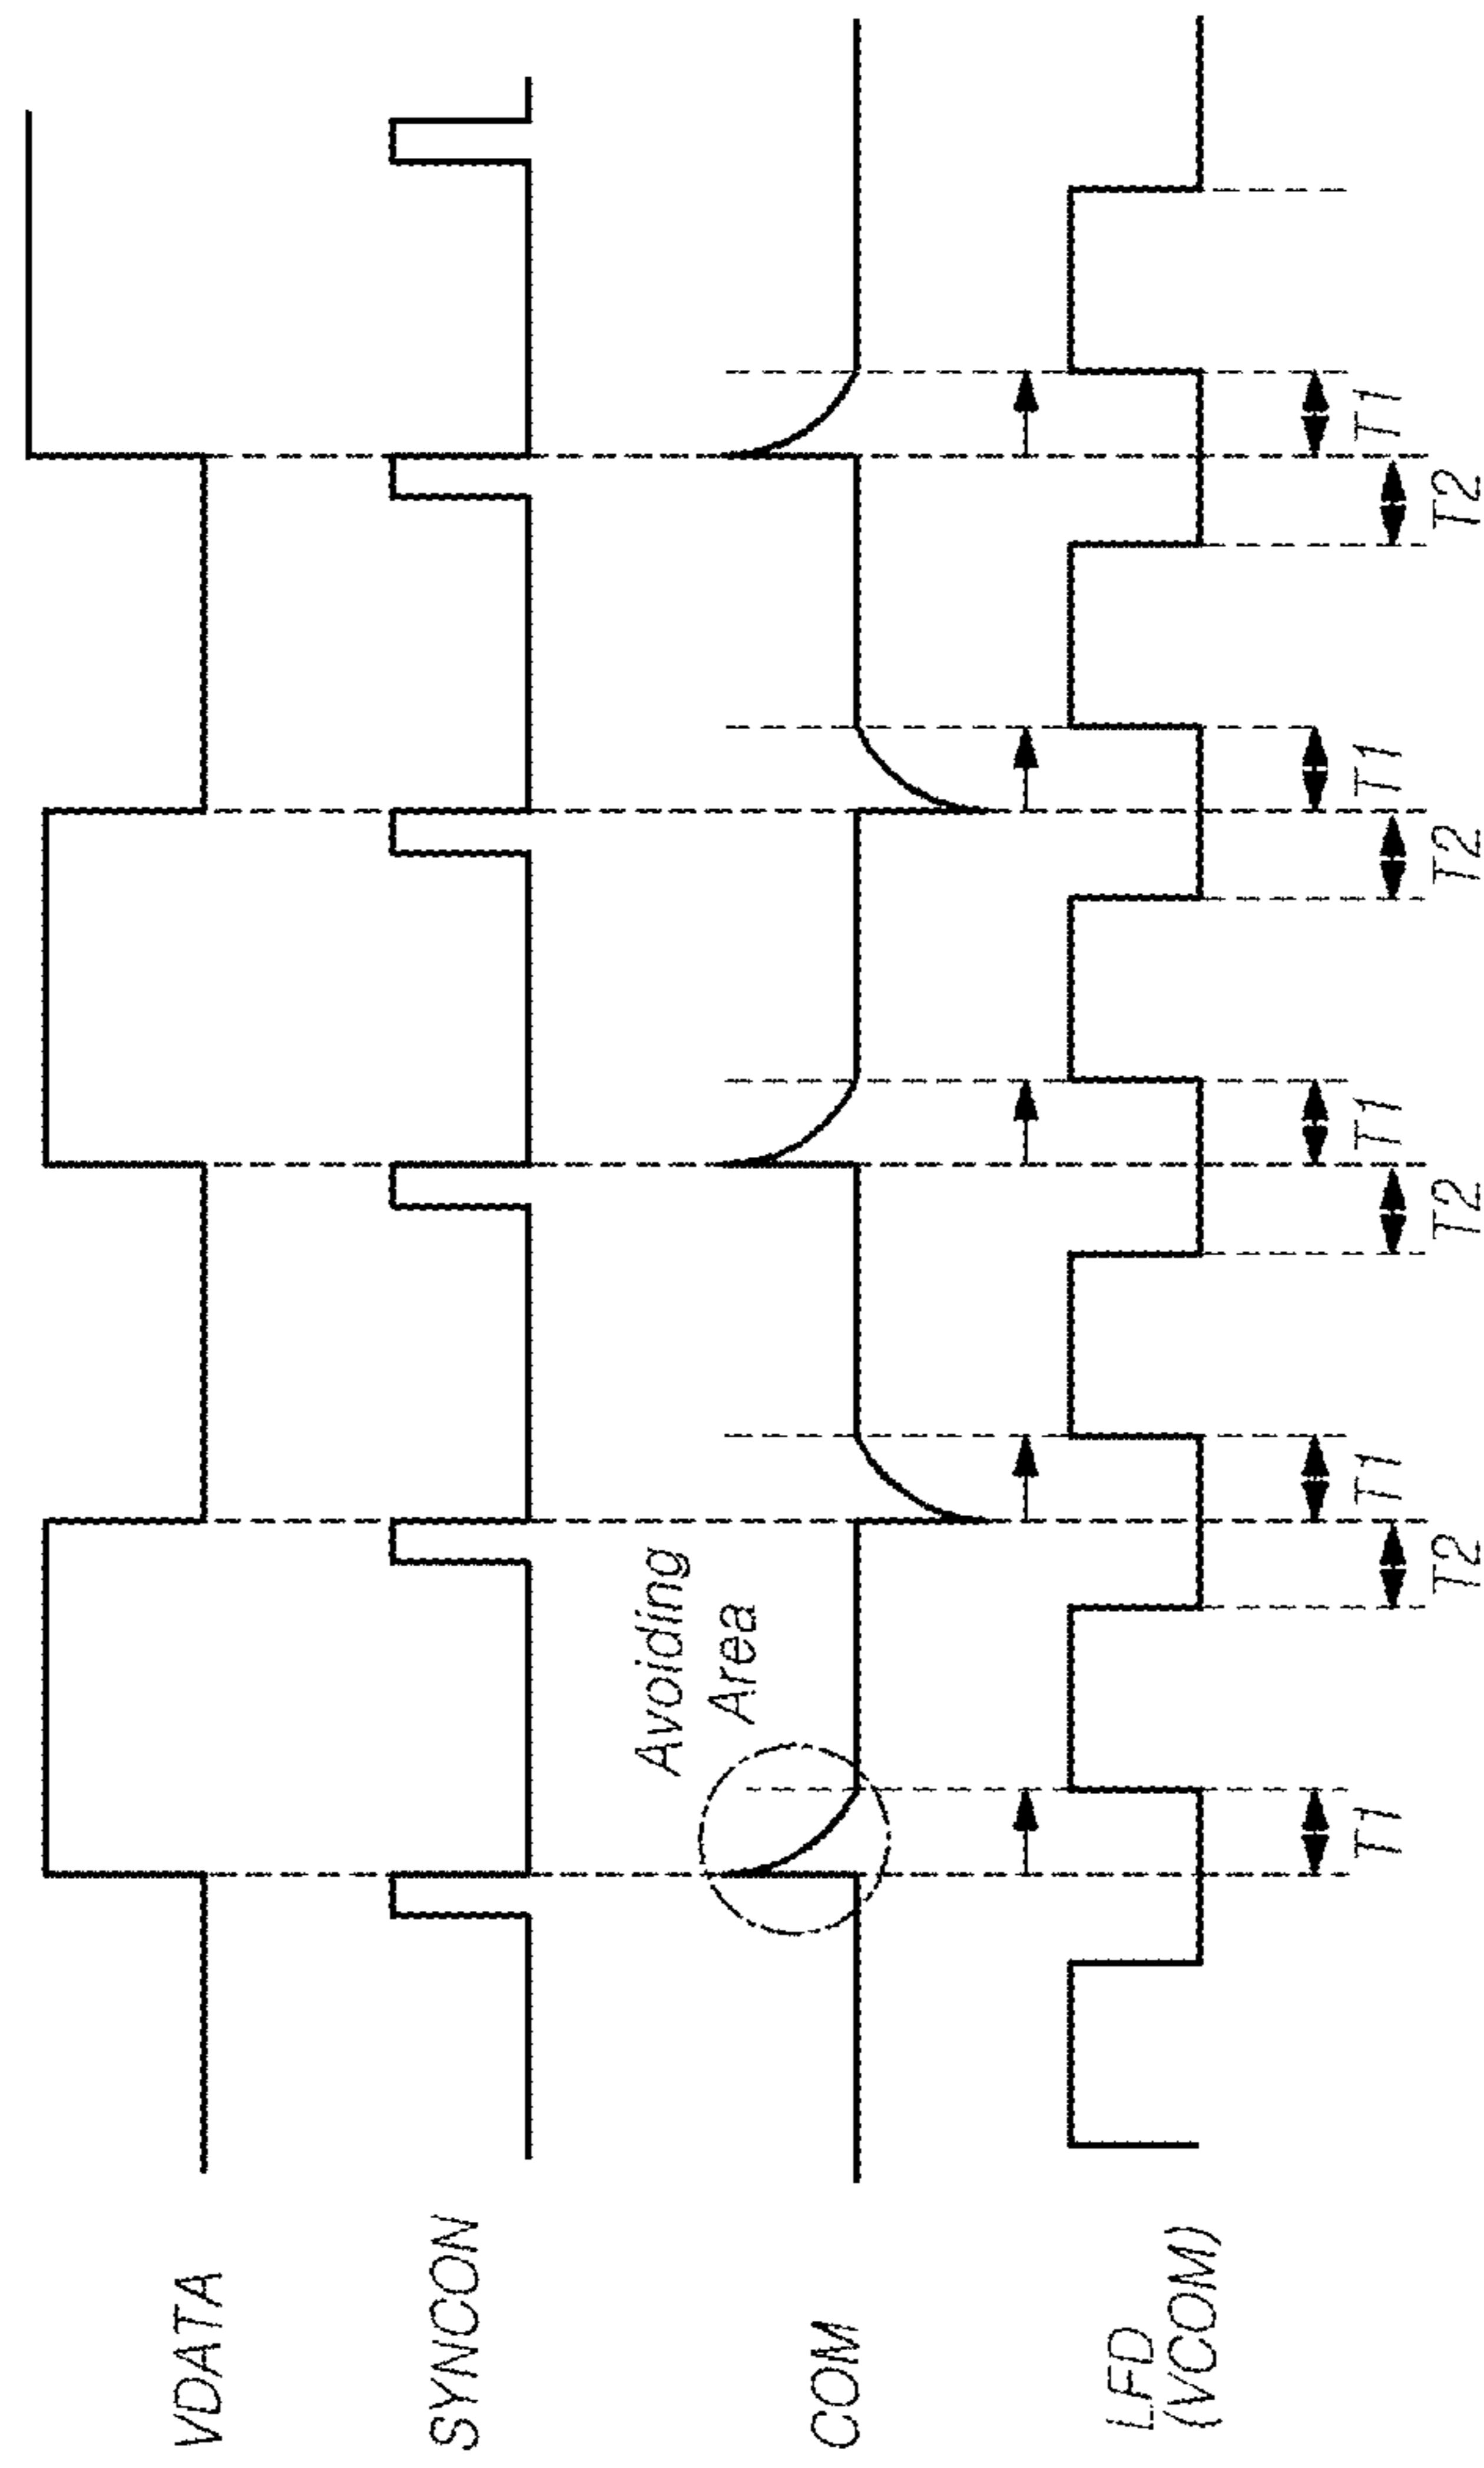 VDATA
SYNCON
Avoiding
Area
COM
LFD
(VCOM)
T1 T1 T1 T1 T1
T2 T2 T2 T2